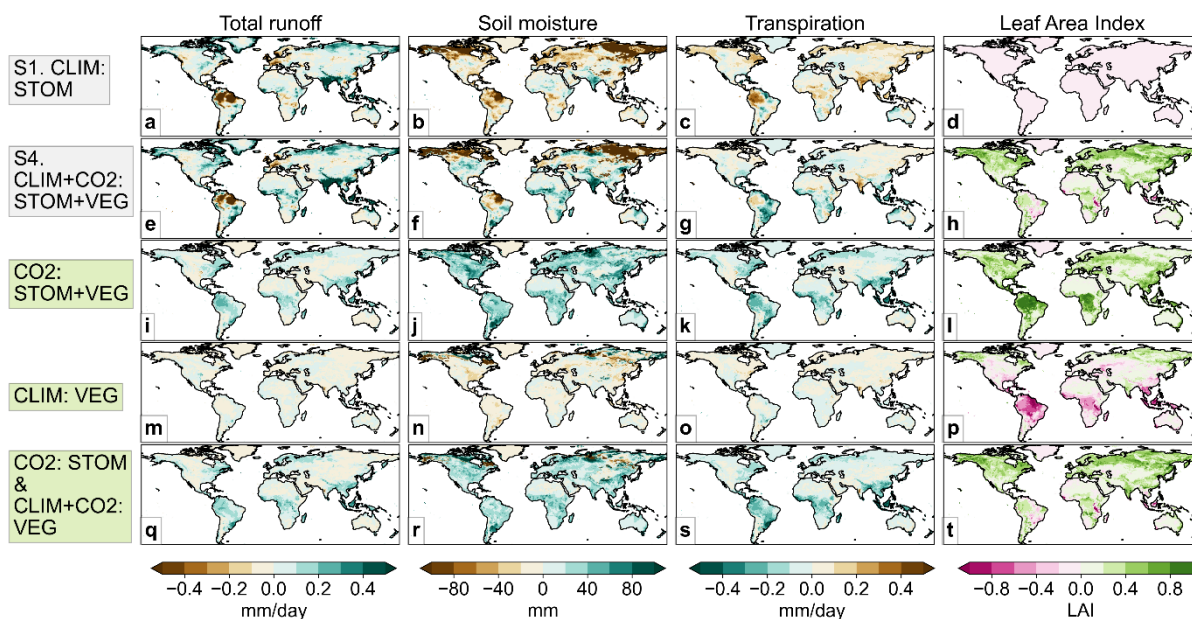 Total runoff Soil moisture Transpiration Leaf Area Index
S1. CLIM:
STOM
a b c d
S4.
CLIM+CO2:
STOM+VEG
e f g h
CO2:
STOM+VEG
i j k l
CLIM: VEG
m n o p
CO2: STOM
&
CLIM+CO2:
VEG
q r s t
−0.4 −0.2 0.0 0.2 0.4 −80 −40 0 40 80 −0.4 −0.2 0.0 0.2 0.4 −0.8 −0.4 0.0 0.4 0.8
mm/day mm mm/day LAI